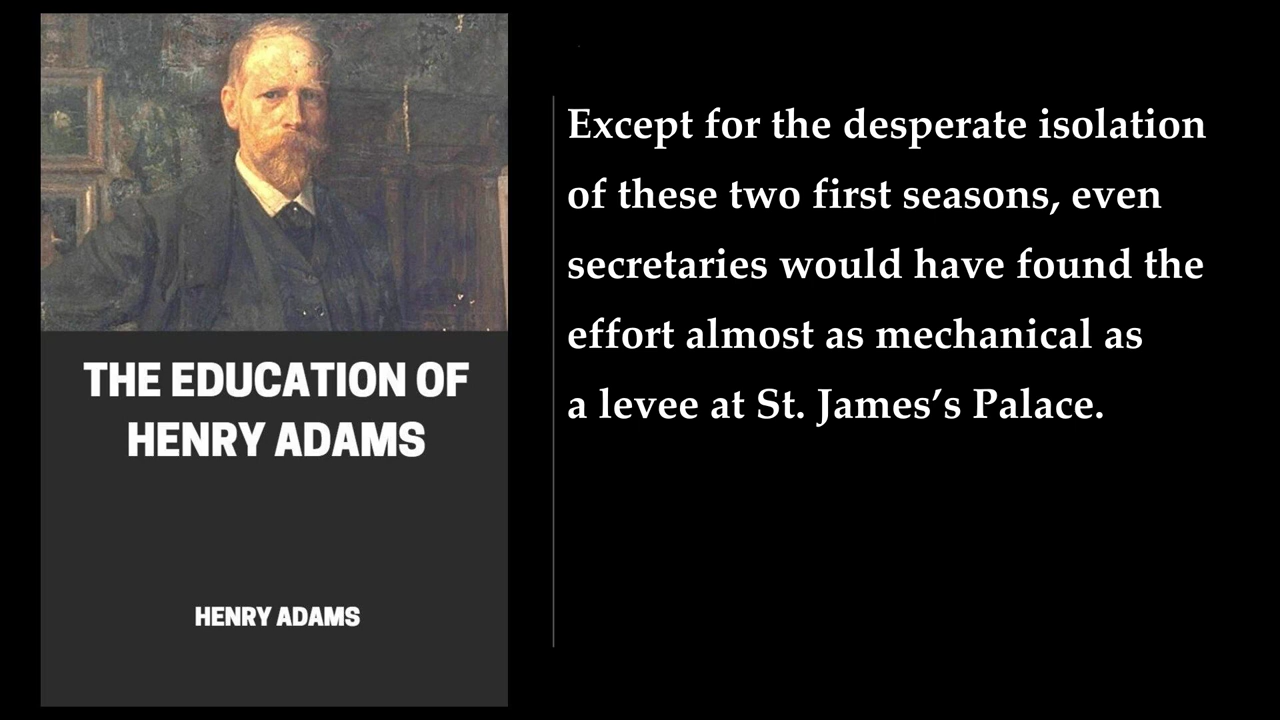 THE EDUCATION OF
HENRY ADAMS
HENRY ADAMS
Except for the desperate isolation
of these two first seasons, even
secretaries would have found the
effort almost as mechanical as
a levee at St. James’s Palace.